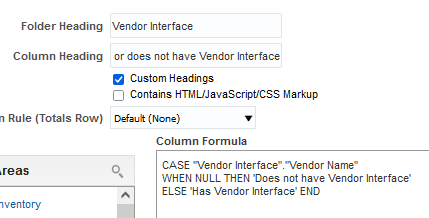 Folder Heading Vendor Interface
Column Heading or does not have Vendor Interface
Custom Headings
Contains HTML/JavaScript/CSS Markup
n Rule (Totals Row) Default (None)
Column Formula
Areas
CASE "Vendor Interface"."Vendor Name"
WHEN NULL THEN 'Does not have Vendor Interface'
ELSE 'Has Vendor Interface' END
nventory